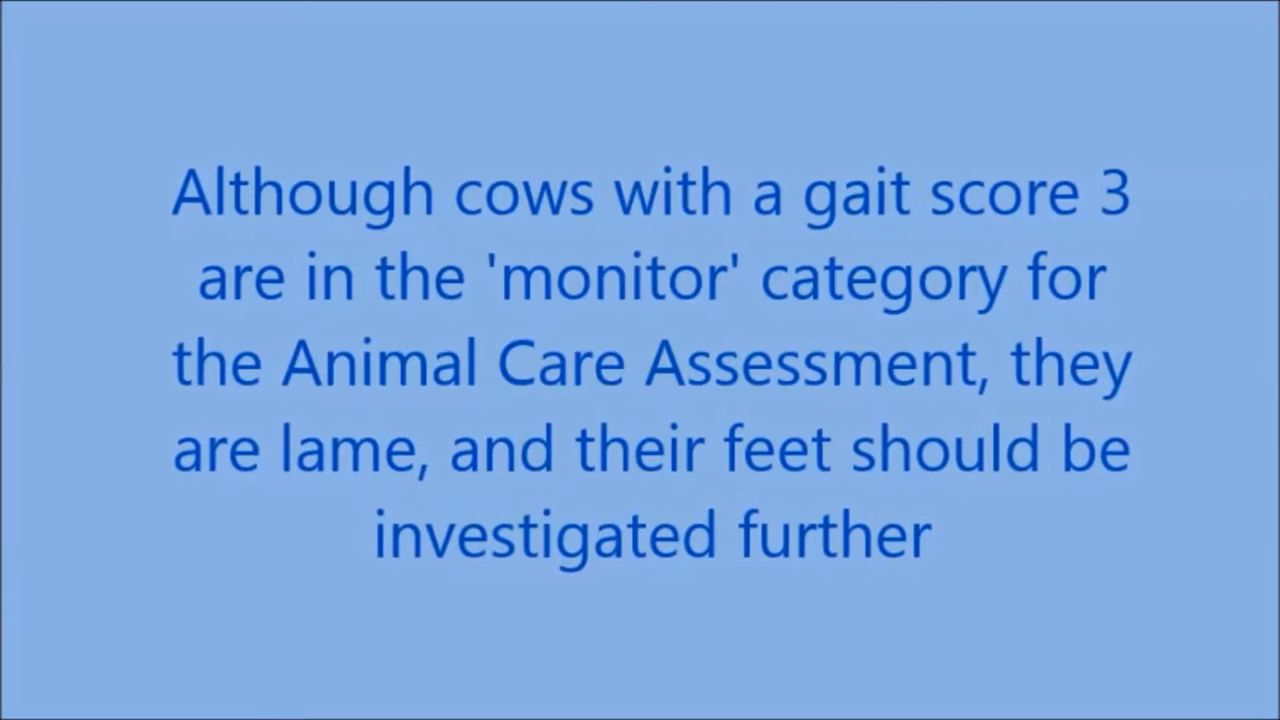 Although cows with a gait score 3
are in the 'monitor' category for
the Animal Care Assessment, they
are lame, and their feet should be
investigated further